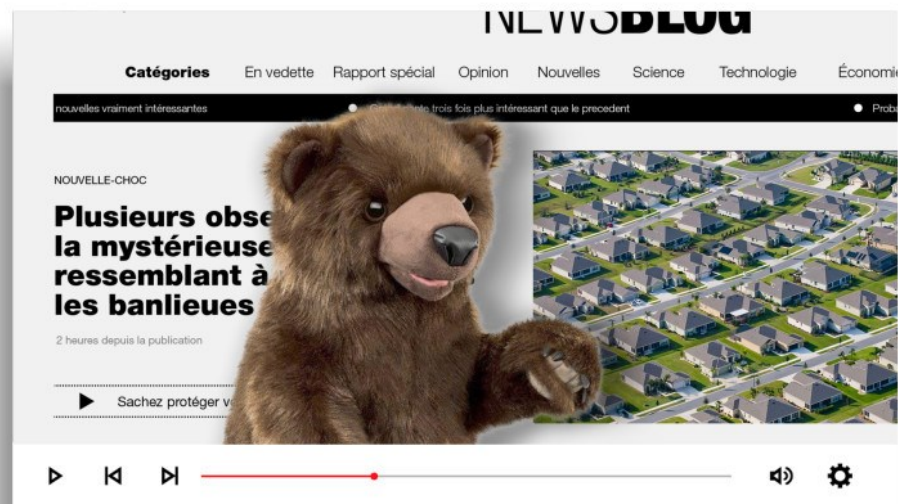 NEWSBLOG
Catégories En vedette Rapport spécial Opinion Nouvelles Science Technologie Économie
nouvelles vraiment intéressantes trois fois plus intéressant que le precedent
NOUVELLE-CHOC
Plusieurs
la mystérieuse
ressemblant à
les banlieues
2 heures depuis la publication
Sachez protéger